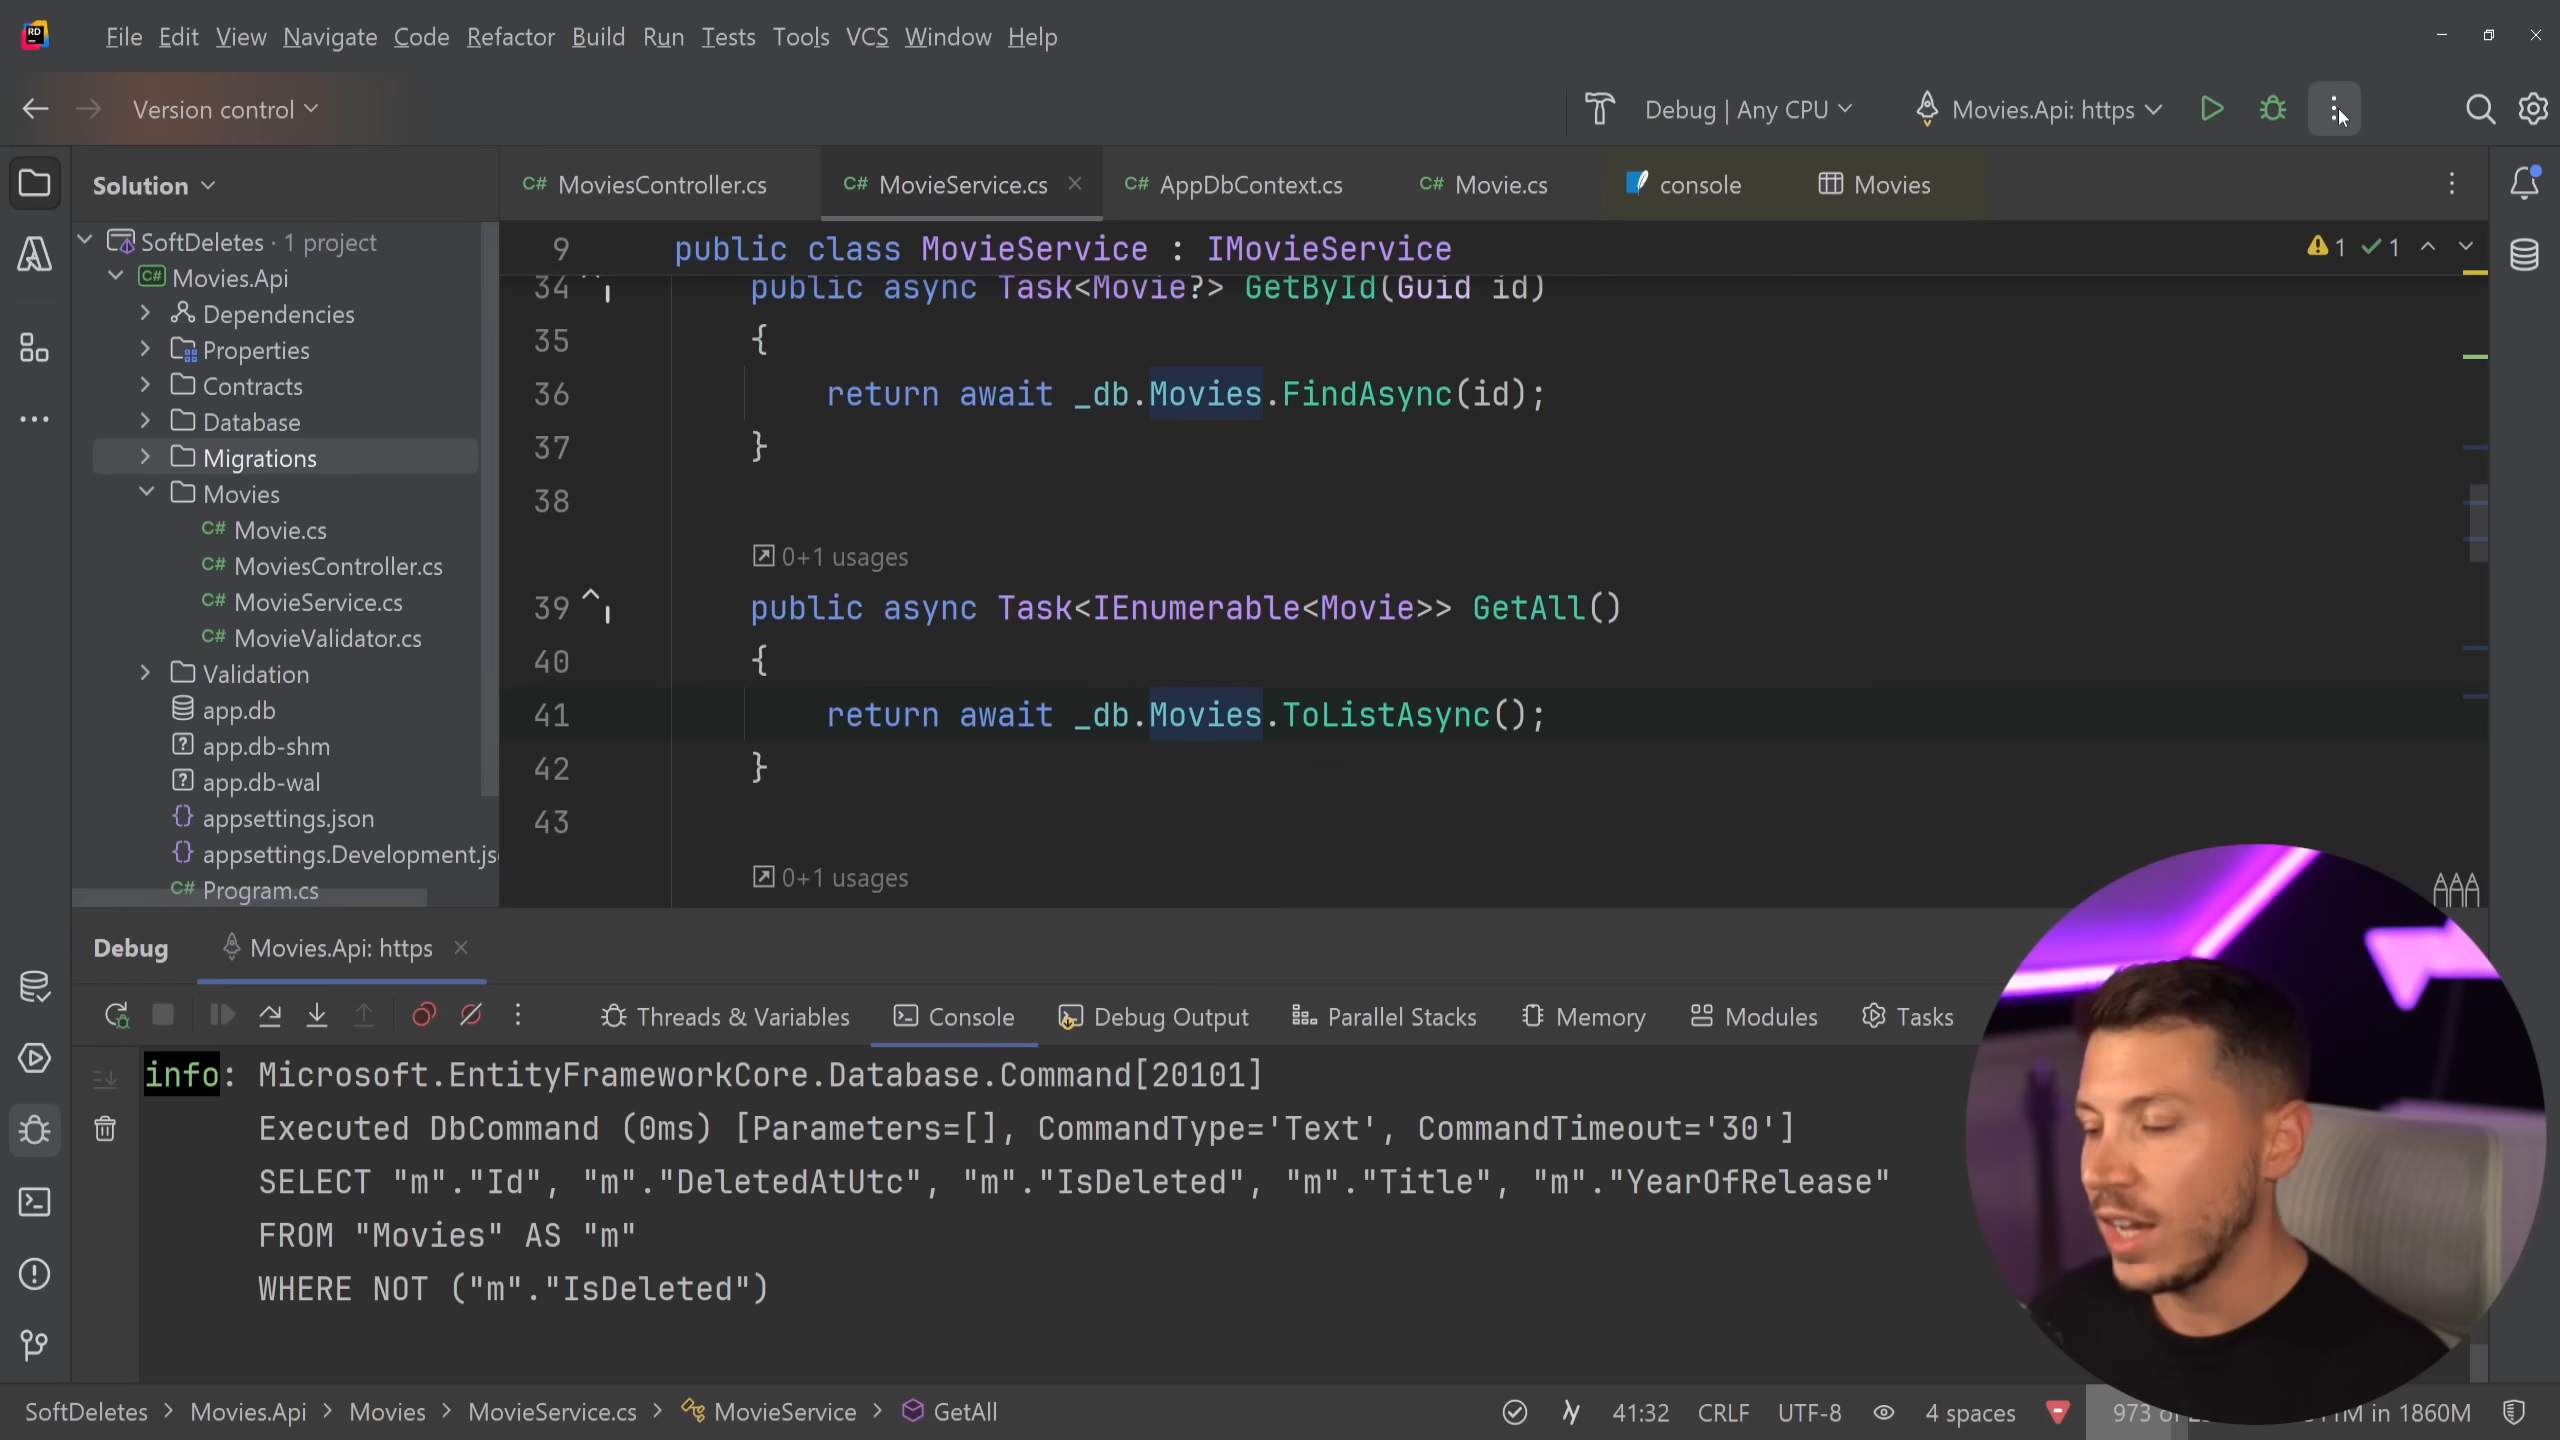 RD
File Edit View Navigate Code Refactor Build Run Tests Tools VCS Window Help
Version control
Debug | Any CPU
Movies.Api: https
Solution
SoftDeletes · 1 project
C# Movies.Api
Dependencies
Properties
Contracts
Database
Migrations
Movies
C# Movie.cs
C# MoviesController.cs
C# MovieService.cs
C# MovieValidator.cs
Validation
app.db
app.db-shm
app.db-wal
appsettings.json
appsettings.Development.js
C# Program.cs
C# MoviesController.cs
C# MovieService.cs
C# AppDbContext.cs
C# Movie.cs
console
Movies
9 public class MovieService : IMovieService
1 1
34 public async Task<Movie?> GetById(Guid id)
35 {
36 return await _db.Movies.FindAsync(id);
37 }
38
0+1 usages
39 public async Task<IEnumerable<Movie>> GetAll()
40 {
41 return await _db.Movies.ToListAsync();
42 }
43
0+1 usages
Debug Movies.Api: https
Threads & Variables Console Debug Output Parallel Stacks Memory Modules Tasks
info: Microsoft.EntityFrameworkCore.Database.Command[20101]
Executed DbCommand (0ms) [Parameters=[], CommandType='Text', CommandTimeout='30']
SELECT "m"."Id", "m"."DeletedAtUtc", "m"."IsDeleted", "m"."Title", "m"."YearOfRelease"
FROM "Movies" AS "m"
WHERE NOT ("m"."IsDeleted")
SoftDeletes > Movies.Api > Movies > MovieService.cs > MovieService > GetAll
41:32 CRLF UTF-8 4 spaces 973 in 1860M